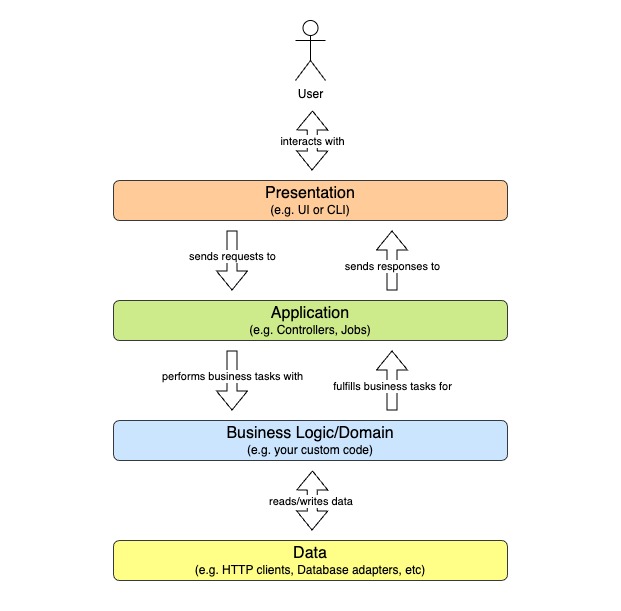 User
interacts with
Presentation
(e.g. UI or CLI)
sends requests to
sends responses to
Application
(e.g. Controllers, Jobs)
performs business tasks with
fulfills business tasks for
Business Logic/Domain
(e.g. your custom code)
reads/writes data
Data
(e.g. HTTP clients, Database adapters, etc)